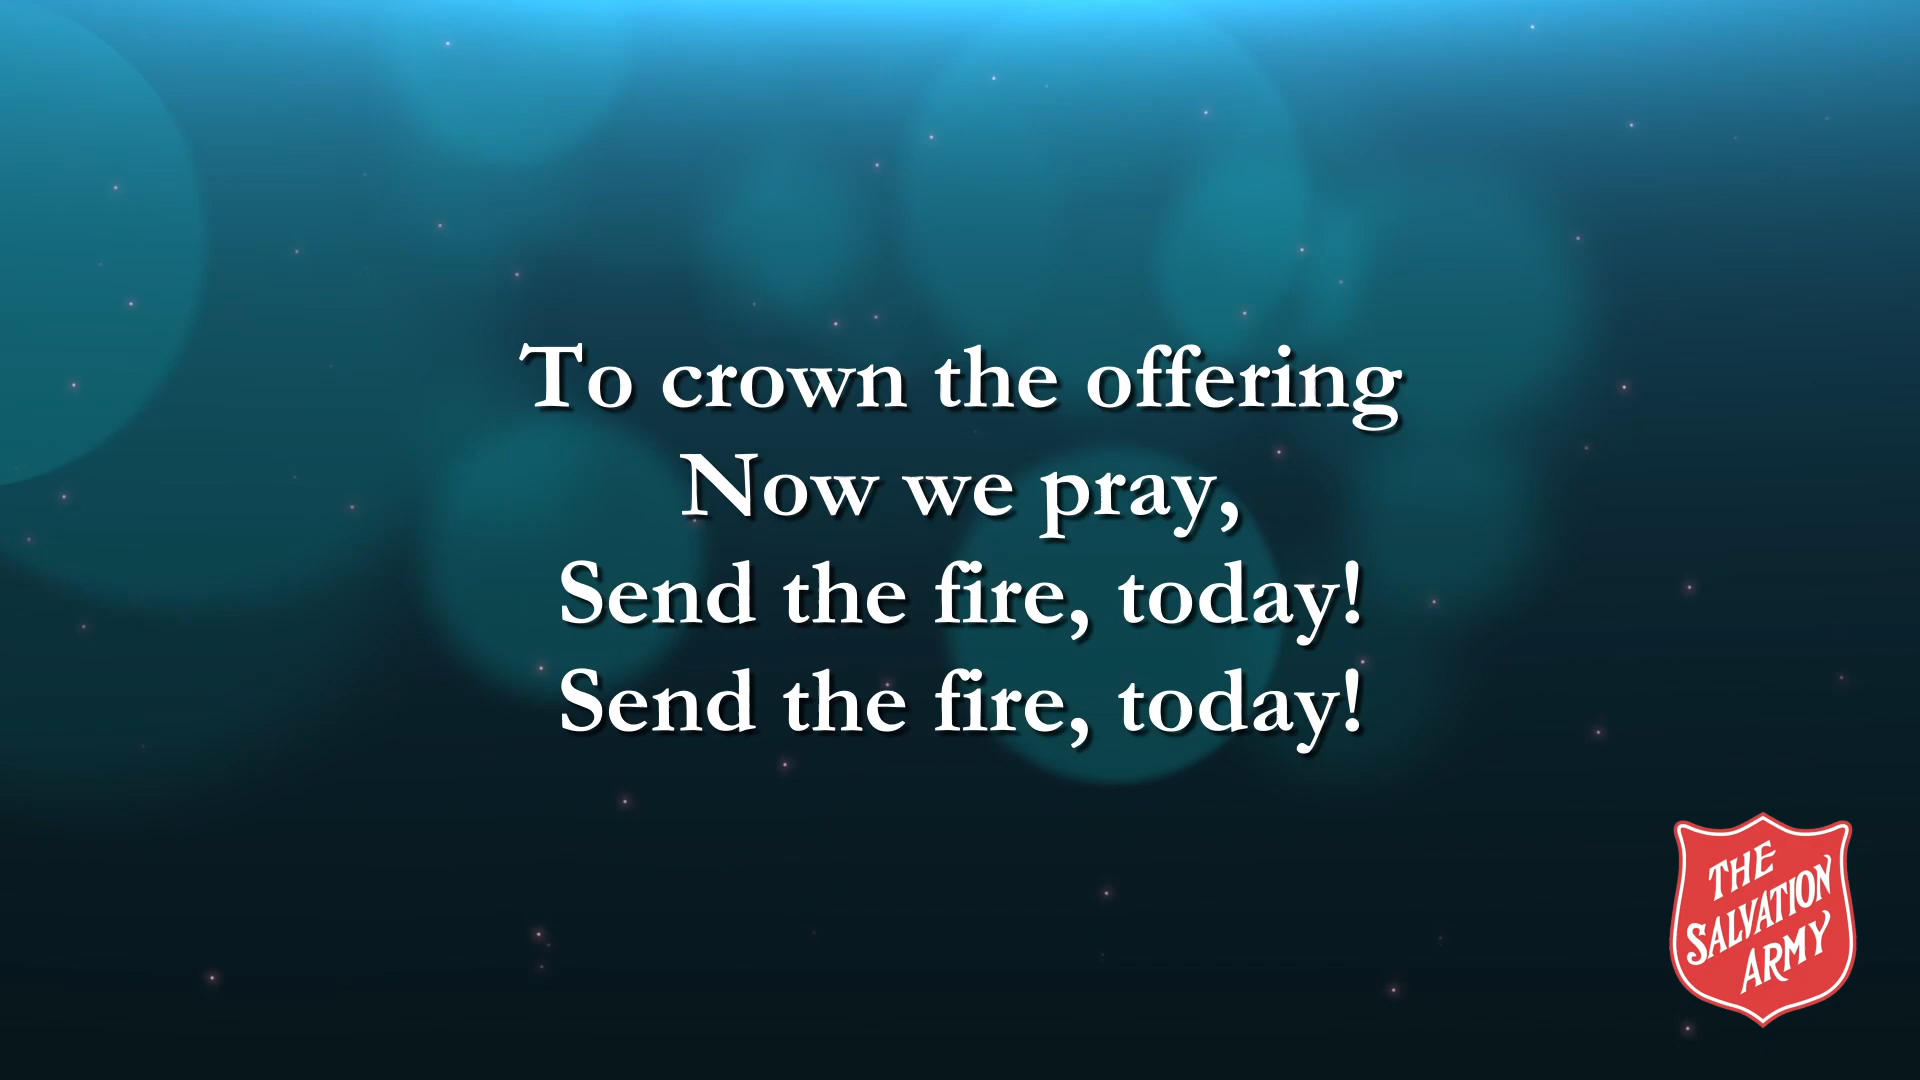 To crown the offering
Now we pray,
Send the fire, today!
Send the fire, today!
THE
SALVATION
ARMY